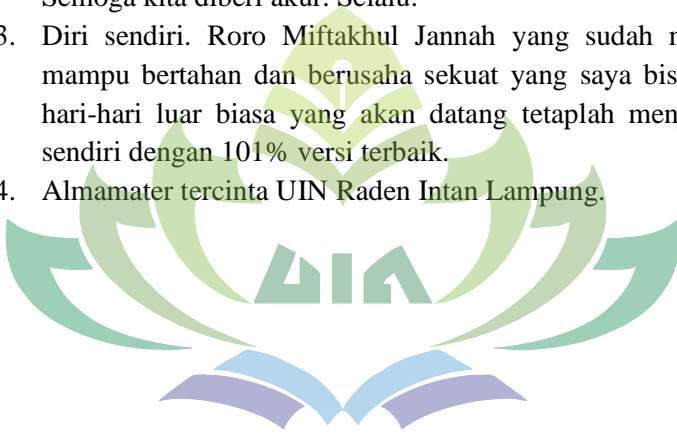 Semoga kita diberi akur. Selalu.
3. Diri sendiri. Roro Miftakhul Jannah yang sudah
mampu bertahan dan berusaha sekuat yang saya
hari-hari luar biasa yang akan datang tetaplah
sendiri dengan 101% versi terbaik.
4. Almamater tercinta UIN Raden Intan Lampung.
UIN